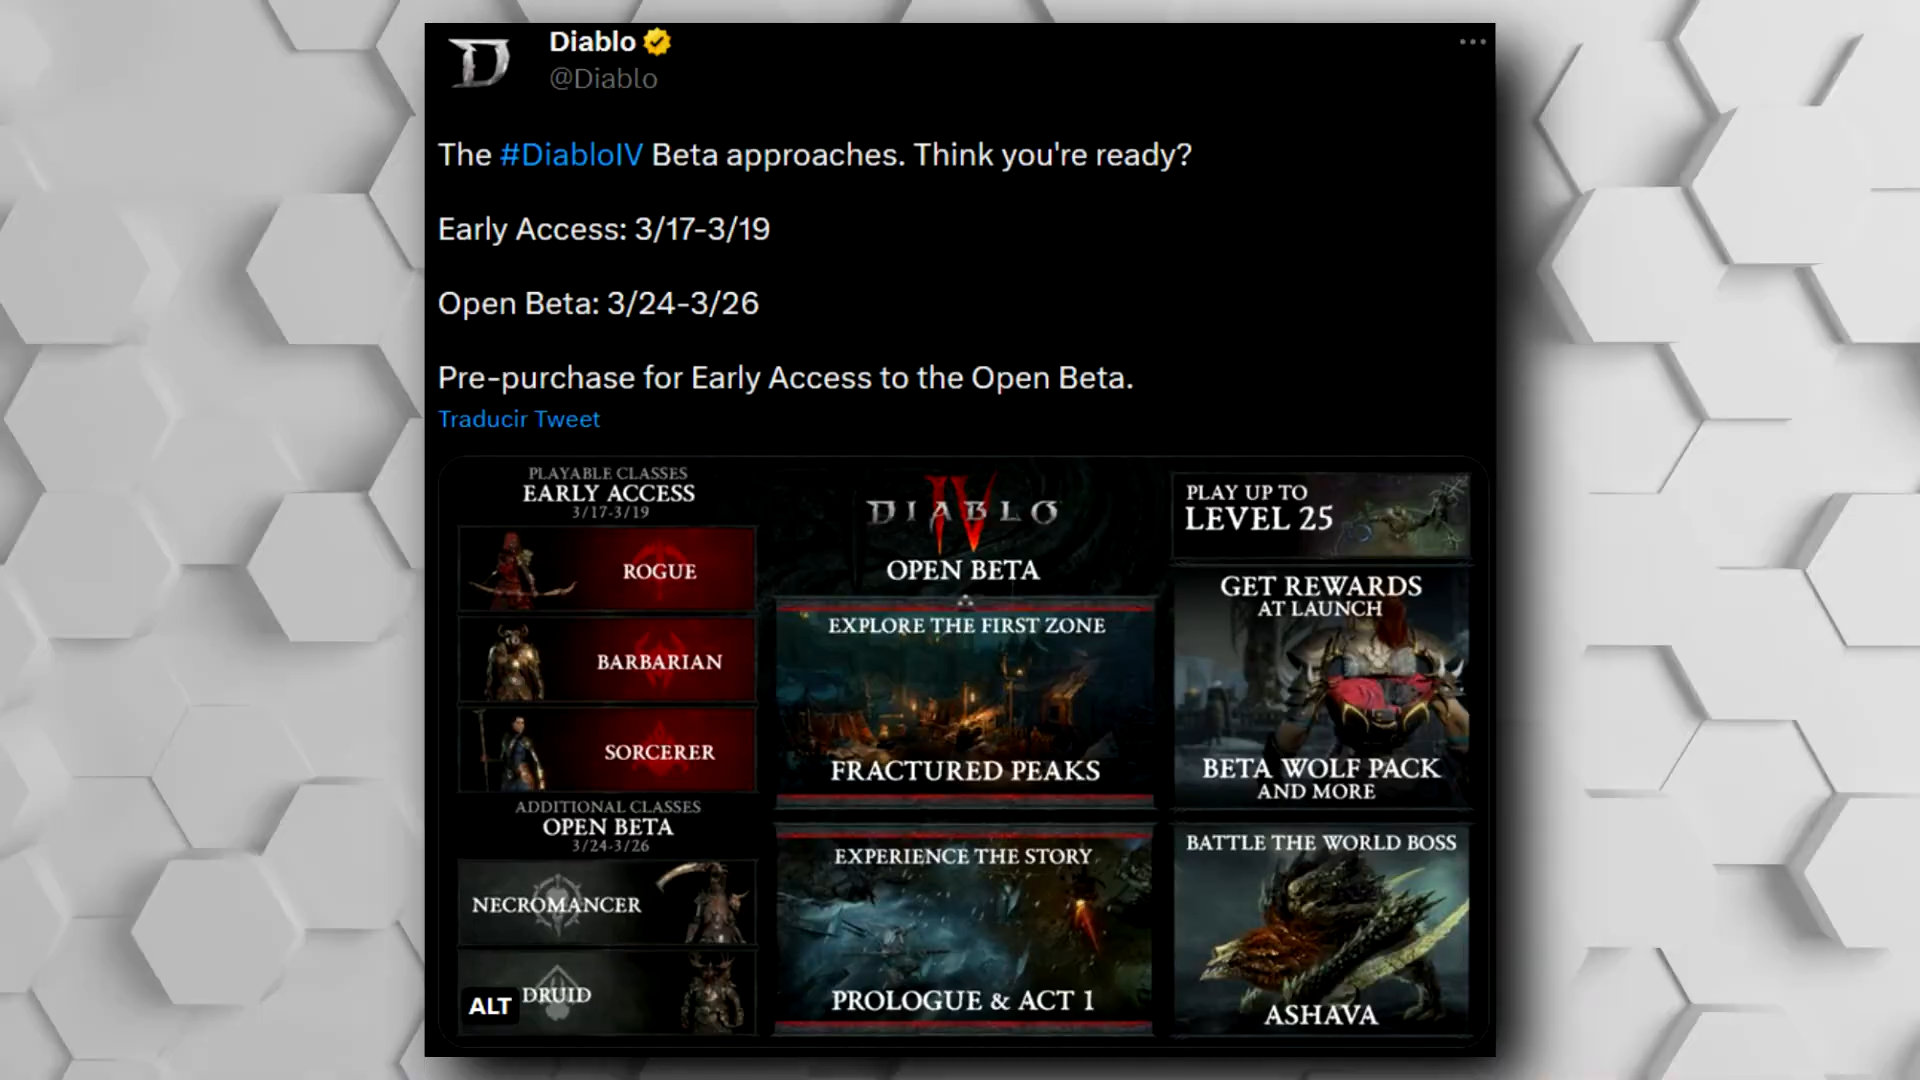 Diablo
@Diablo
The #DiabloIV Beta approaches. Think you're ready?
Early Access: 3/17-3/19
Open Beta: 3/24-3/26
Pre-purchase for Early Access to the Open Beta.
Traducir Tweet
PLAYABLE CLASSES
EARLY ACCESS
3/17-3/19
ROGUE
BARBARIAN
SORCERER
ADDITIONAL CLASSES
OPEN BETA
3/24-3/26
NECROMANCER
DRUID
ALT
DIABLO IV
OPEN BETA
EXPLORE THE FIRST ZONE
FRACTURED PEAKS
EXPERIENCE THE STORY
PROLOGUE & ACT 1
PLAY UP TO
LEVEL 25
GET REWARDS
AT LAUNCH
BETA WOLF PACK
AND MORE
BATTLE THE WORLD BOSS
ASHAVA